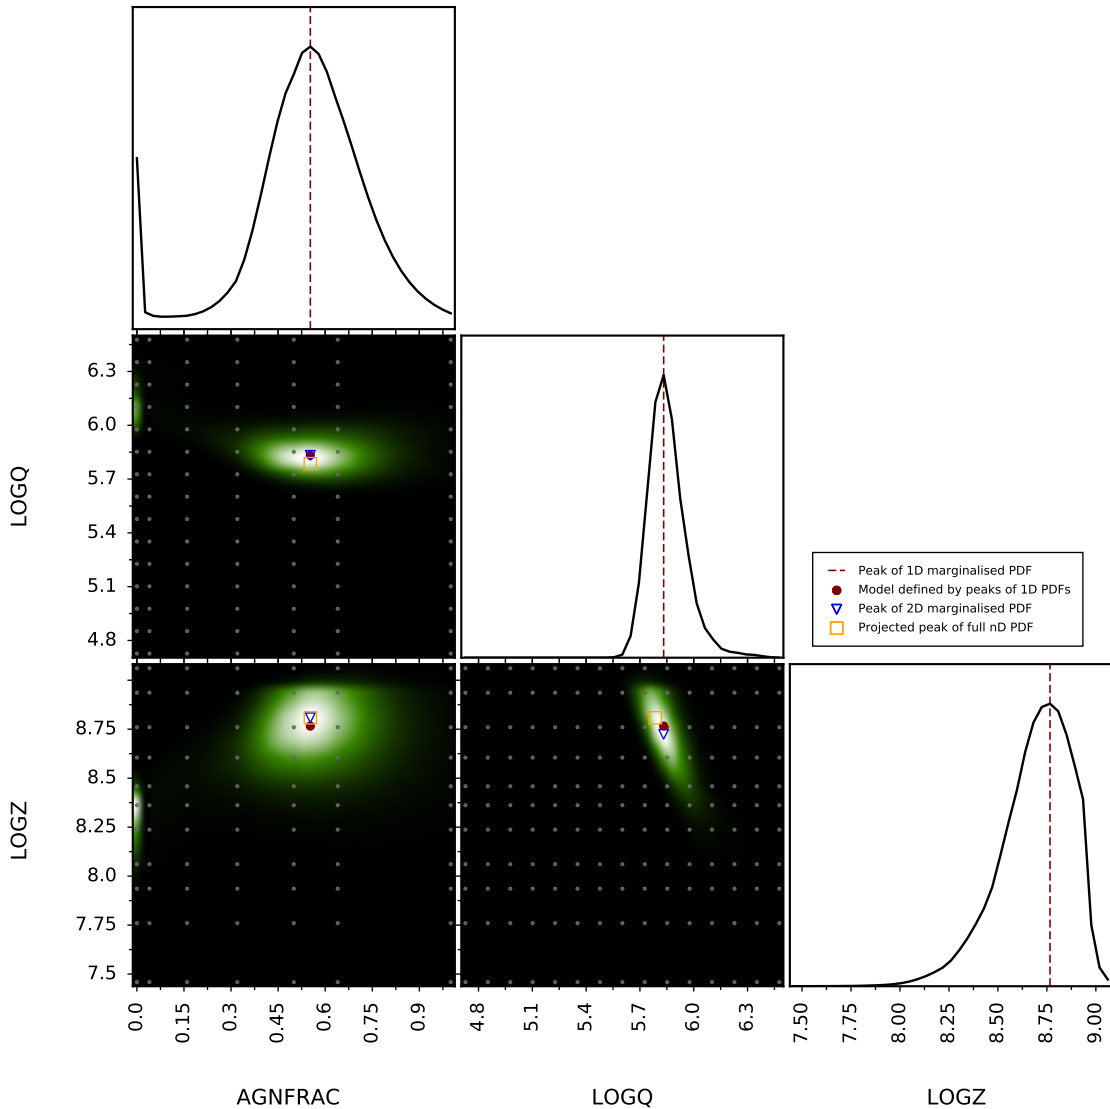 LOGQ
6.3
6.0
5.7
5.4
5.1
4.8
Peak of 1D marginalised PDF
Model defined by peaks of 1D PDFs
Peak of 2D marginalised PDF
Projected peak of full nD PDF
LOGZ
8.75
8.5
8.25
8.0
7.75
7.5
0.0 0.15 0.3 0.45 0.6 0.75 0.9
4.8 5.1 5.4 5.7 6.0 6.3
7.50 7.75 8.00 8.25 8.50 8.75 9.00
AGNFRAC
LOGQ
LOGZ